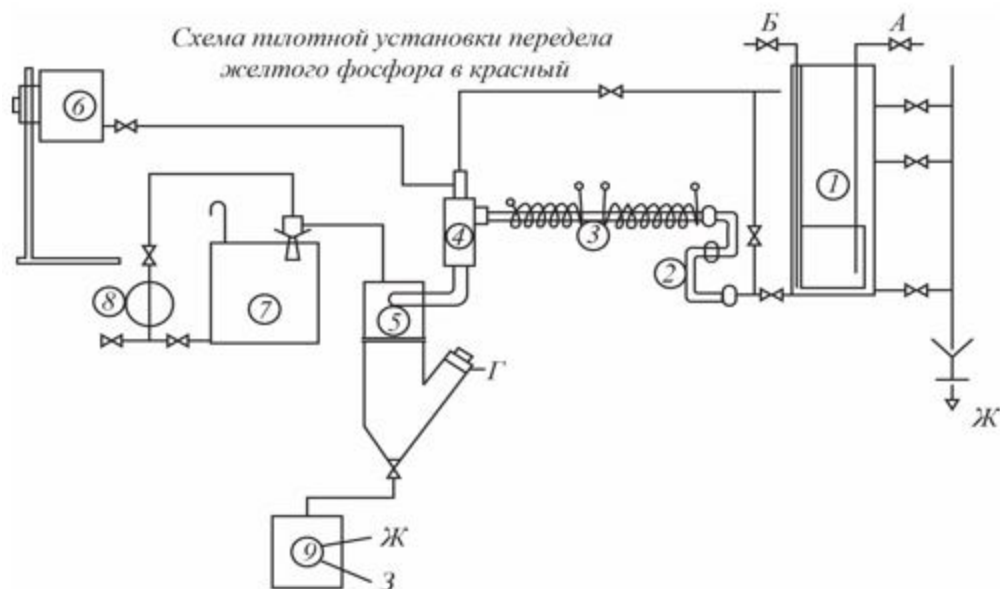 Схема пилотной установки передела
желтого фосфора в красный
Б
А
6
1
4
3
2
8
7
5
Г
Ж
9
Ж
З